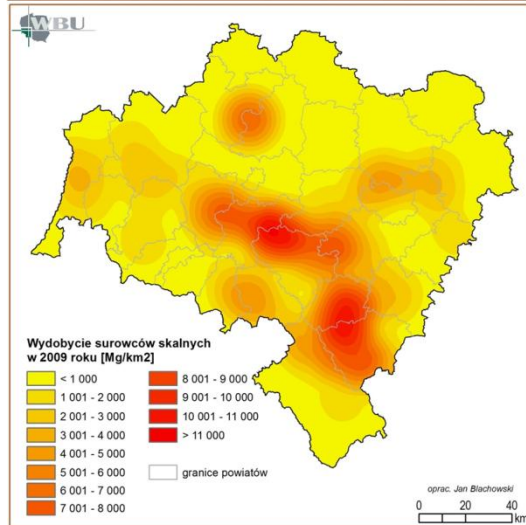 WBU
Wydobycie surowców skalnych
w 2009 roku [Mg/km2]
< 1 000
1 001 - 2 000
2 001 - 3 000
3 001 - 4 000
4 001 - 5 000
5 001 - 6 000
6 001 - 7 000
7 001 - 8 000
8 001 - 9 000
9 001 - 10 000
10 001 - 11 000
> 11 000
granice powiatów
oprac. Jan Blachowski
0 20 40
km